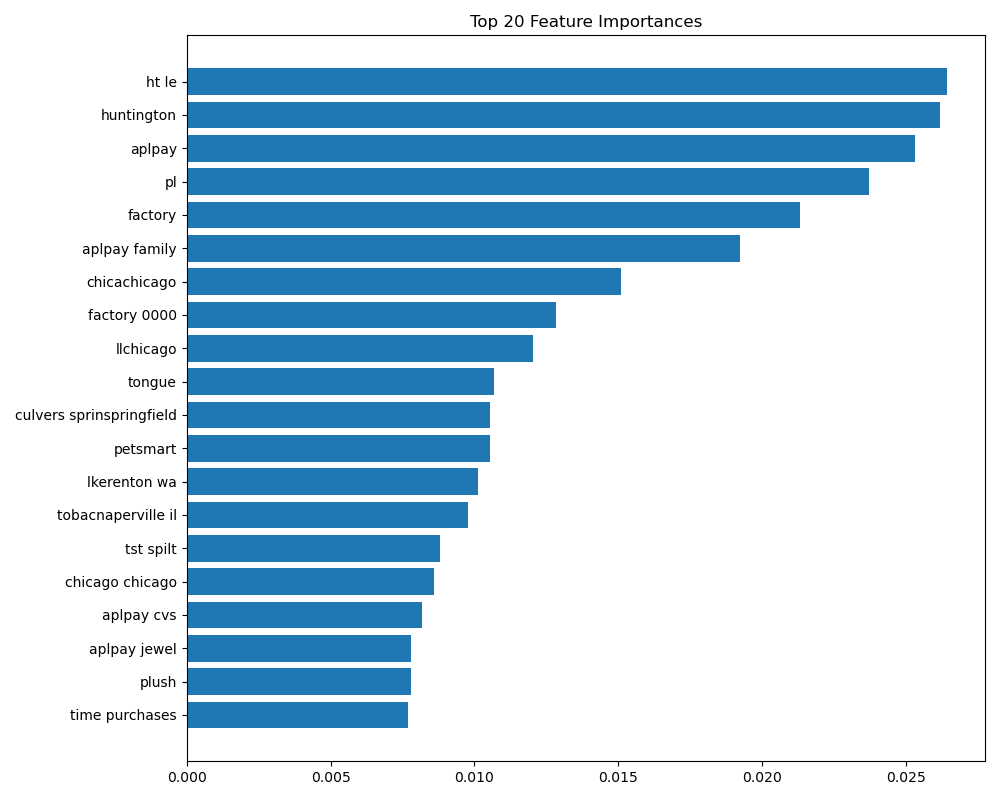 Top 20 Feature Importances
ht le
huntington
aplpay
pl
factory
aplpay family
chicachicago
factory 0000
llchicago
tongue
culvers sprinspringfield
petsmart
lkerenton wa
tobacnaperville il
tst spilt
chicago chicago
aplpay cvs
aplpay jewel
plush
time purchases
0.000 0.005 0.010 0.015 0.020 0.025